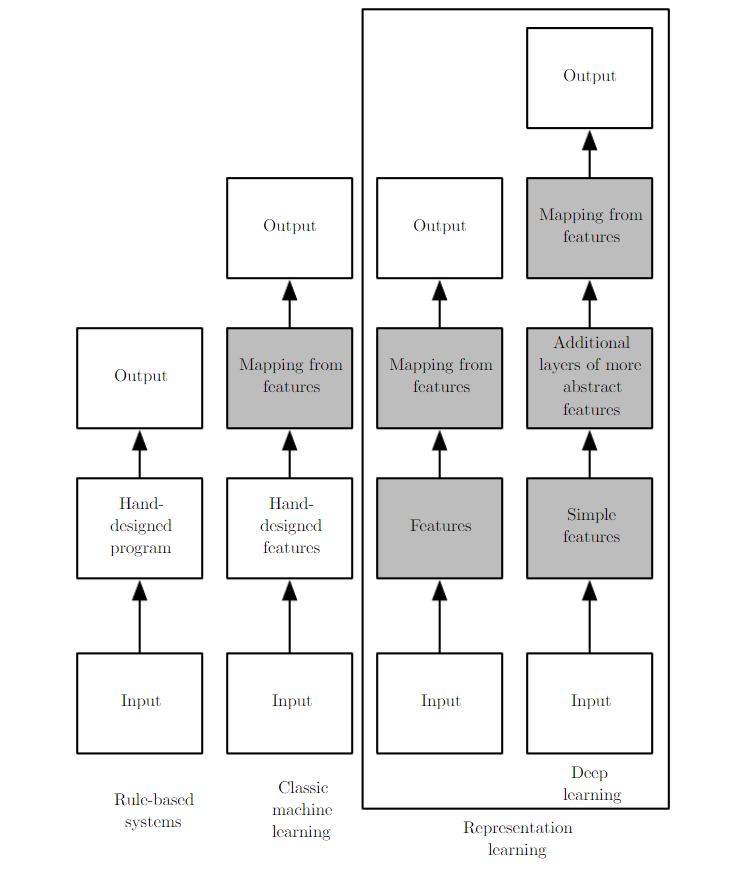 Output
Mapping from
features
Output
Output
Additional
layers of more
abstract
features
Mapping from
features
Mapping from
features
Output
Simple
features
Features
Hand-
designed
features
Hand-
designed
program
Input
Input
Input
Input
Rule-based
systems
Classic
machine
learning
Deep
learning
Representation
learning